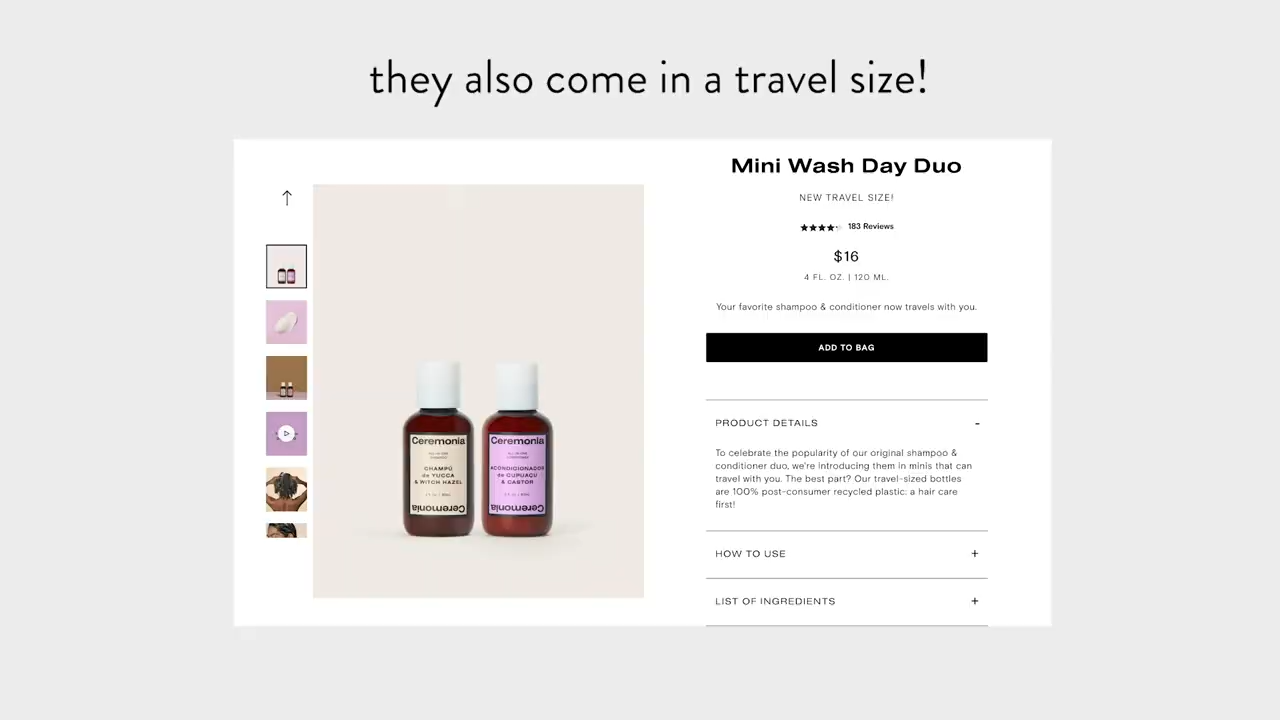 they also come in a travel size!
Mini Wash Day Duo
NEW TRAVEL SIZE!
183 Reviews
$16
4 FL. OZ. | 120 ML.
Your favorite shampoo & conditioner now travels with you.
ADD TO BAG
PRODUCT DETAILS
To celebrate the popularity of our original shampoo &
conditioner duo, we're introducing them in minis that can
travel with you. The best part? Our travel-sized bottles
are 100% post-consumer recycled plastic: a hair care
first!
HOW TO USE
LIST OF INGREDIENTS
Ceremonia
CHAMPÚ
de YUCCA
& WITCH HAZEL
Ceremonia
Ceremonia
ACONDICIONADOR
de CUPUAÇU
& CASTOR
Ceremonia